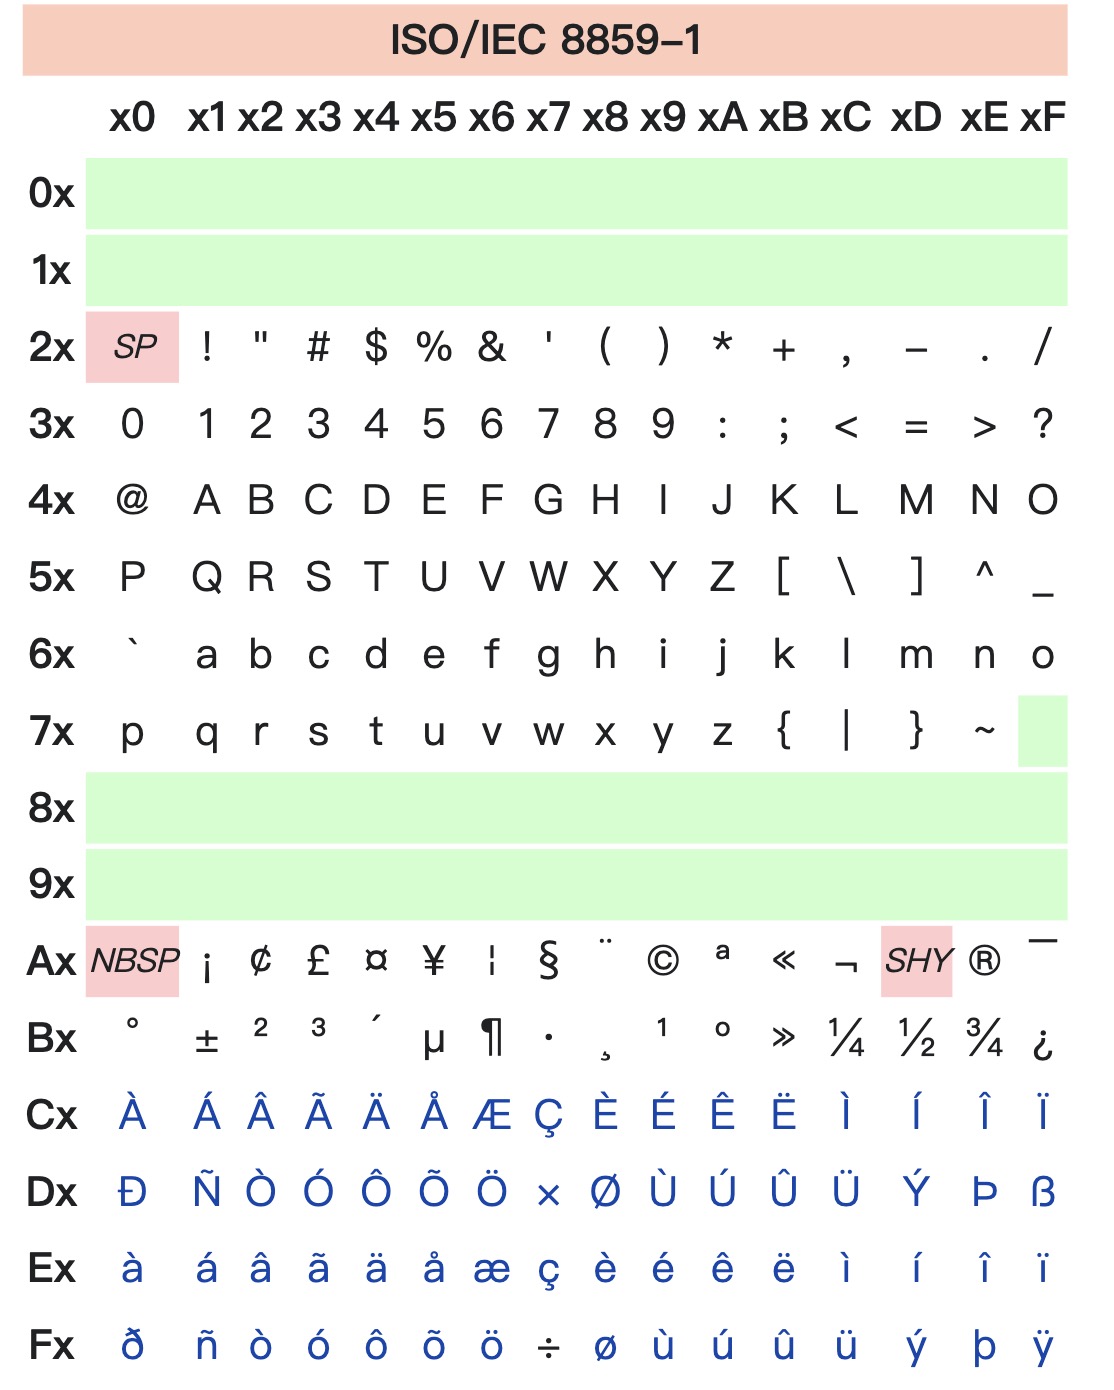 ISO/IEC 8859–1
x0 x1 x2 x3 x4 x5 x6 x7 x8 x9 xA xB xC xD xE xF
0x
1x
2x SP ! " # $ % & ' ( ) * + , – . /
3x 0 1 2 3 4 5 6 7 8 9 : ; < = > ?
4x @ A B C D E F G H I J K L M N O
5x P Q R S T U V W X Y Z [ \ ] ^ _
6x ` a b c d e f g h i j k l m n o
7x p q r s t u v w x y z { | } ~
8x
9x
Ax NBSP ¡ ¢ £ ¤ ¥ ¦ § ¨ © ª « ¬ SHY ® ¯
Bx ° ± ² ³ ´ µ ¶ · ¸ ¹ º » ¼ ½ ¾ ¿
Cx À Á Â Ã Ä Å Æ Ç È É Ê Ë Ì Í Î Ï
Dx Ð Ñ Ò Ó Ô Õ Ö × Ø Ù Ú Û Ü Ý Þ ß
Ex à á â ã ä å æ ç è é ê ë ì í î ï
Fx ð ñ ò ó ô õ ö ÷ ø ù ú û ü ý þ ÿ